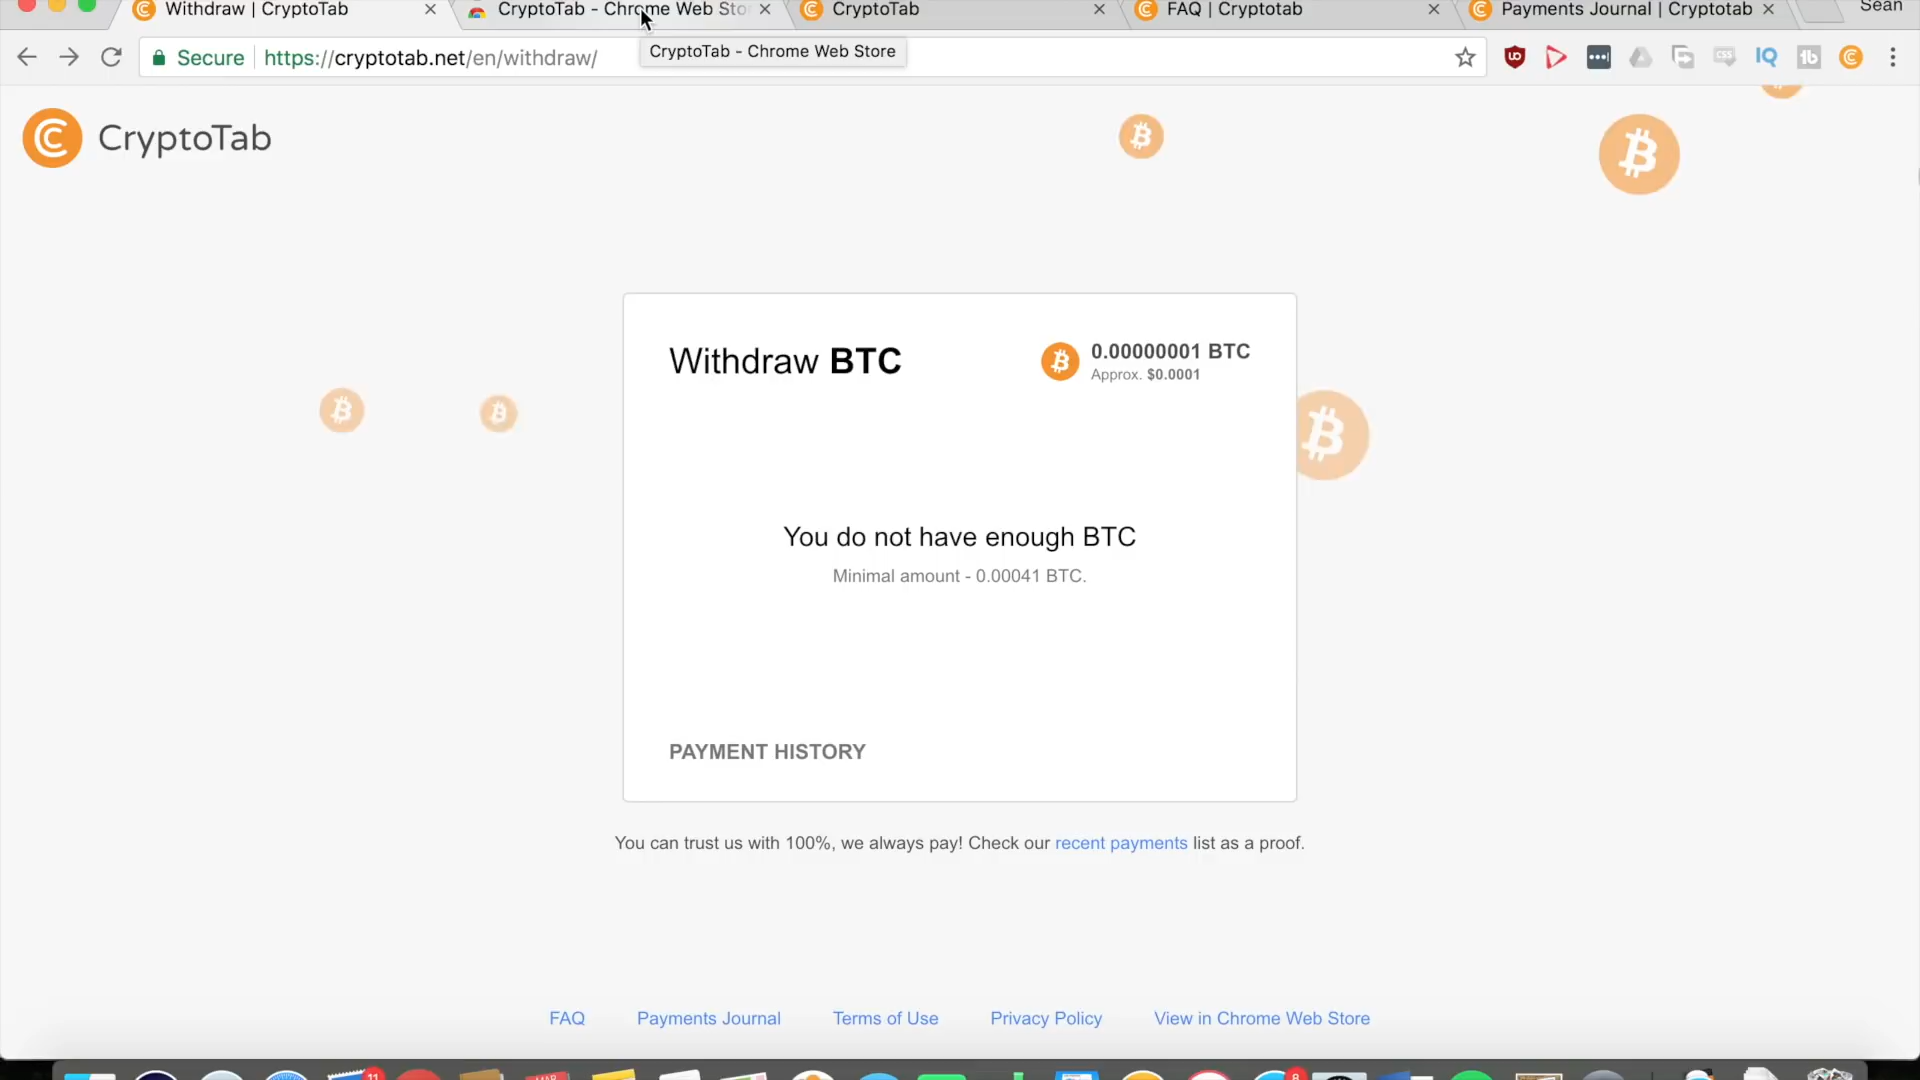 Withdraw | CryptoTab
CryptoTab - Chrome Web Sto
CryptoTab
FAQ | Cryptotab
Payments Journal | Cryptotab
Sean
Secure
https://cryptotab.net/en/withdraw/
CryptoTab - Chrome Web Store
CryptoTab
Withdraw BTC
0.00000001 BTC
Approx. $0.0001
You do not have enough BTC
Minimal amount - 0.00041 BTC.
PAYMENT HISTORY
You can trust us with 100%, we always pay! Check our recent payments list as a proof.
FAQ
Payments Journal
Terms of Use
Privacy Policy
View in Chrome Web Store
11
MAR
8